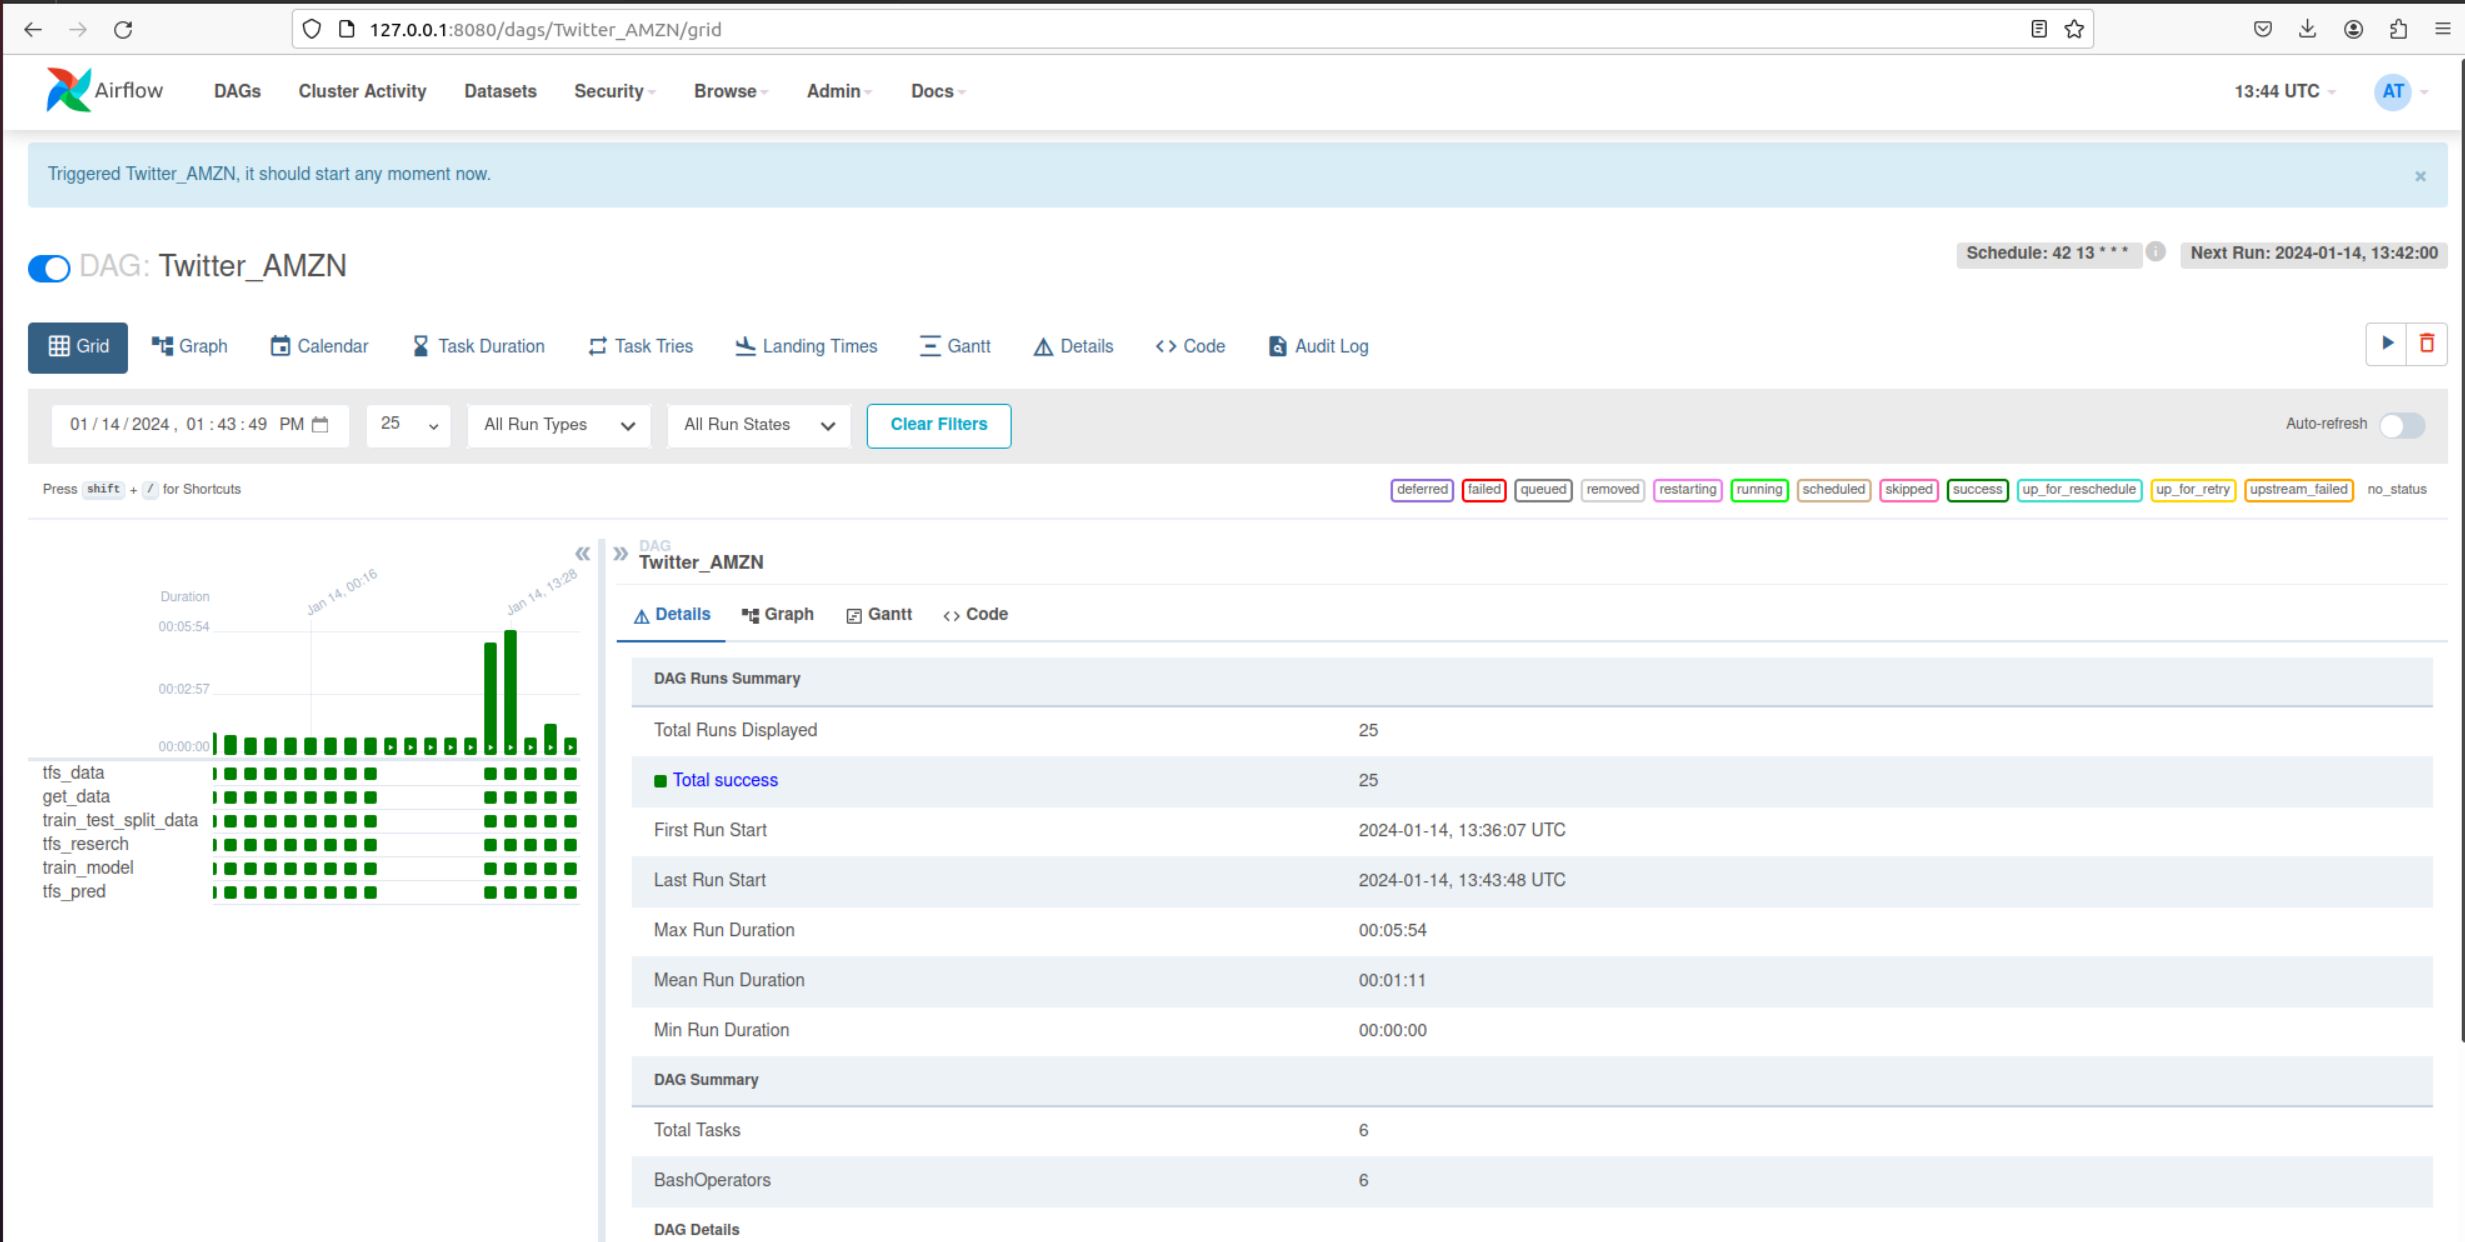 127.0.0.1:8080/dags/Twitter_AMZN/grid
Airflow
DAGs
Cluster Activity
Datasets
Security
Browse
Admin
Docs
13:44 UTC
AT
Triggered Twitter_AMZN, it should start any moment now.
×
DAG: Twitter_AMZN
Schedule: 42 13 * * *
i
Next Run: 2024-01-14, 13:42:00
Grid
Graph
Calendar
Task Duration
Task Tries
Landing Times
Gantt
Details
<> Code
Audit Log
01/14/2024, 01:43:49 PM
25
All Run Types
All Run States
Clear Filters
Auto-refresh
Press shift + / for Shortcuts
deferred
failed
queued
removed
restarting
running
scheduled
skipped
success
up_for_reschedule
up_for_retry
upstream_failed
no_status
«
»
DAG
Twitter_AMZN
Duration
Jan 14, 00:16
Jan 14, 13:28
00:05:54
00:02:57
00:00:00
tfs_data
get_data
train_test_split_data
tfs_reserch
train_model
tfs_pred
Details
Graph
Gantt
<> Code
DAG Runs Summary
Total Runs Displayed 25
Total success 25
First Run Start 2024-01-14, 13:36:07 UTC
Last Run Start 2024-01-14, 13:43:48 UTC
Max Run Duration 00:05:54
Mean Run Duration 00:01:11
Min Run Duration 00:00:00
DAG Summary
Total Tasks 6
BashOperators 6
DAG Details